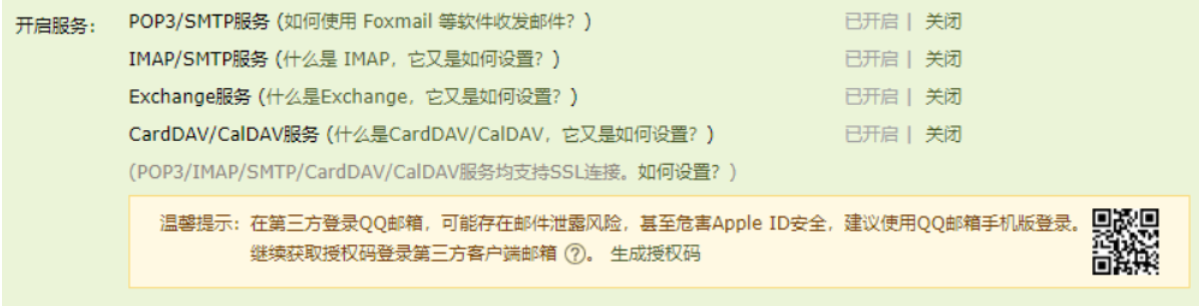 开启服务： POP3/SMTP服务 (如何使用 Foxmail 等软件收发邮件？) 已开启 | 关闭
IMAP/SMTP服务 (什么是 IMAP，它又是如何设置？) 已开启 | 关闭
Exchange服务 (什么是Exchange，它又是如何设置？) 已开启 | 关闭
CardDAV/CalDAV服务 (什么是CardDAV/CalDAV，它又是如何设置？) 已开启 | 关闭
(POP3/IMAP/SMTP/CardDAV/CalDAV服务均支持SSL连接。如何设置？)
温馨提示：在第三方登录QQ邮箱，可能存在邮件泄露风险，甚至危害Apple ID安全，建议使用QQ邮箱手机版登录。
继续获取授权码登录第三方客户端邮箱 ?。 生成授权码